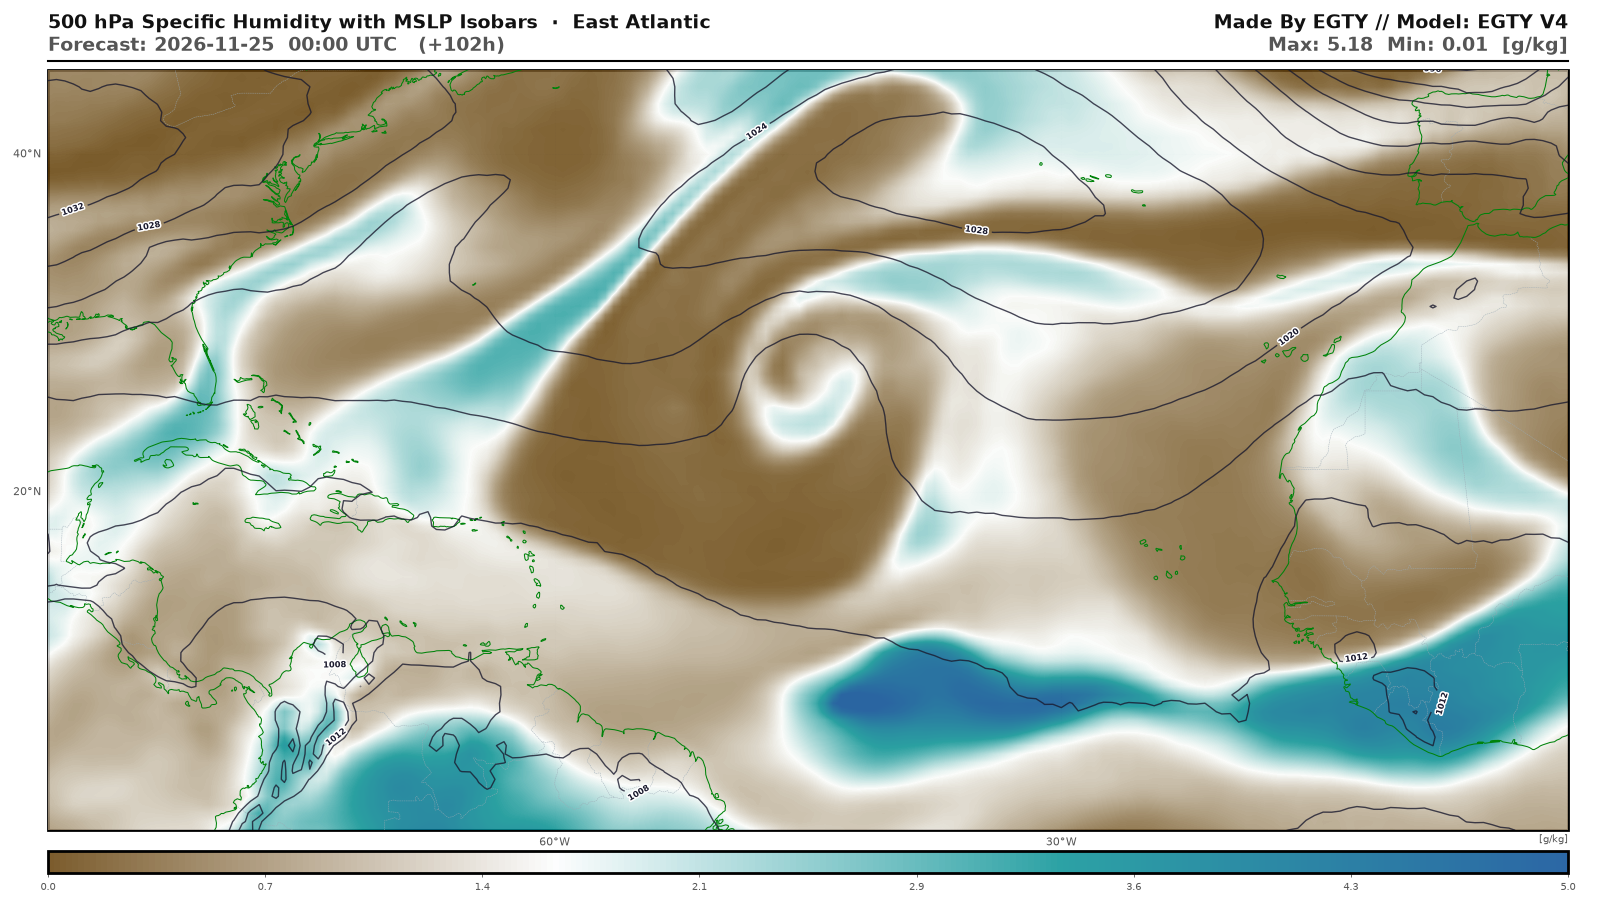 500 hPa Specific Humidity with MSLP Isobars · East Atlantic
Made By EGTY // Model: EGTY V4
Forecast: 2026-11-25 00:00 UTC (+102h)
Max: 5.18 Min: 0.01 [g/kg]
1024
40°N
1032
1028
1028
1020
20°N
1012
1008
1012
1012
1008
60°W
30°W
[g/kg]
0.0
0.7
1.4
2.1
2.9
3.6
4.3
5.0